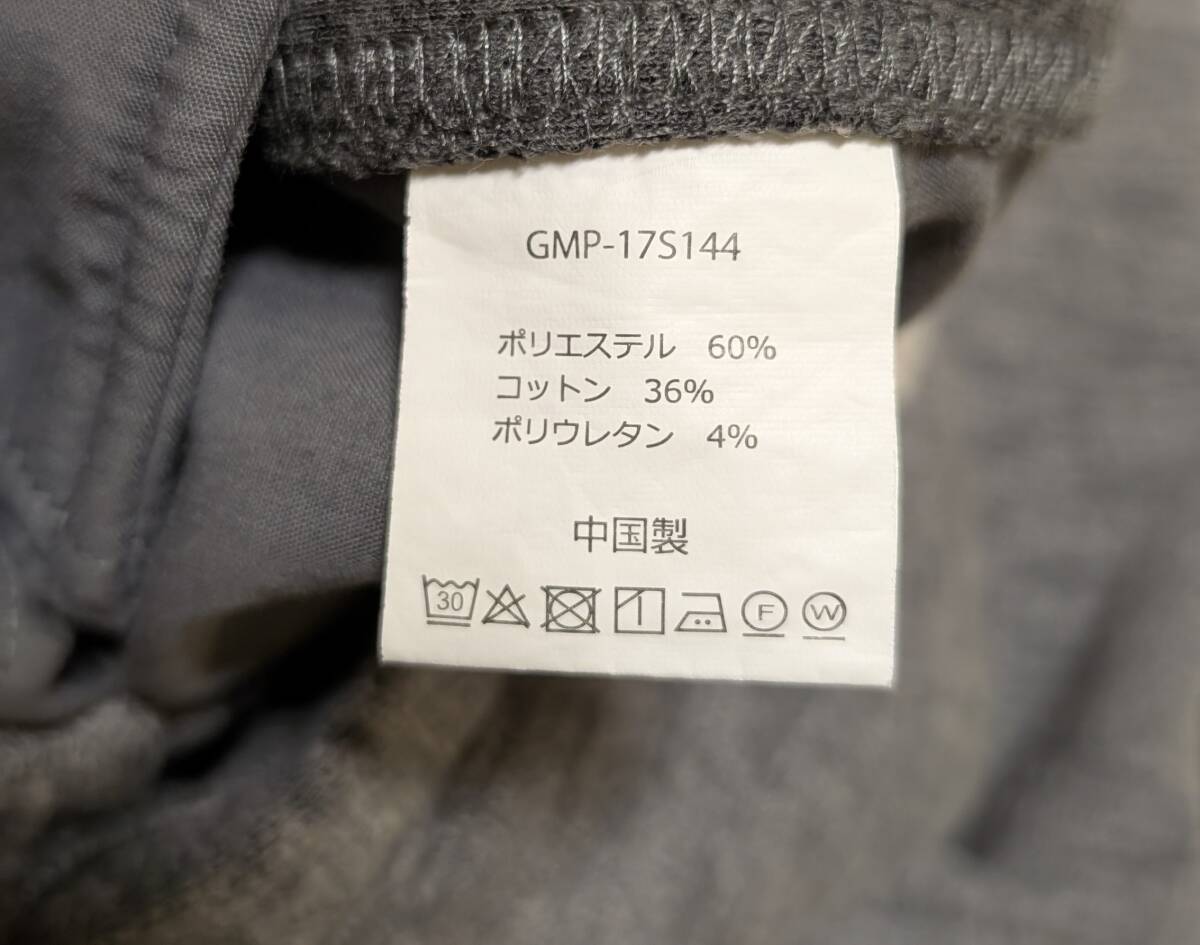 GMP-17S144
ポリエステル 60%
コットン 36%
ポリウレタン 4%
中国製
30 F W